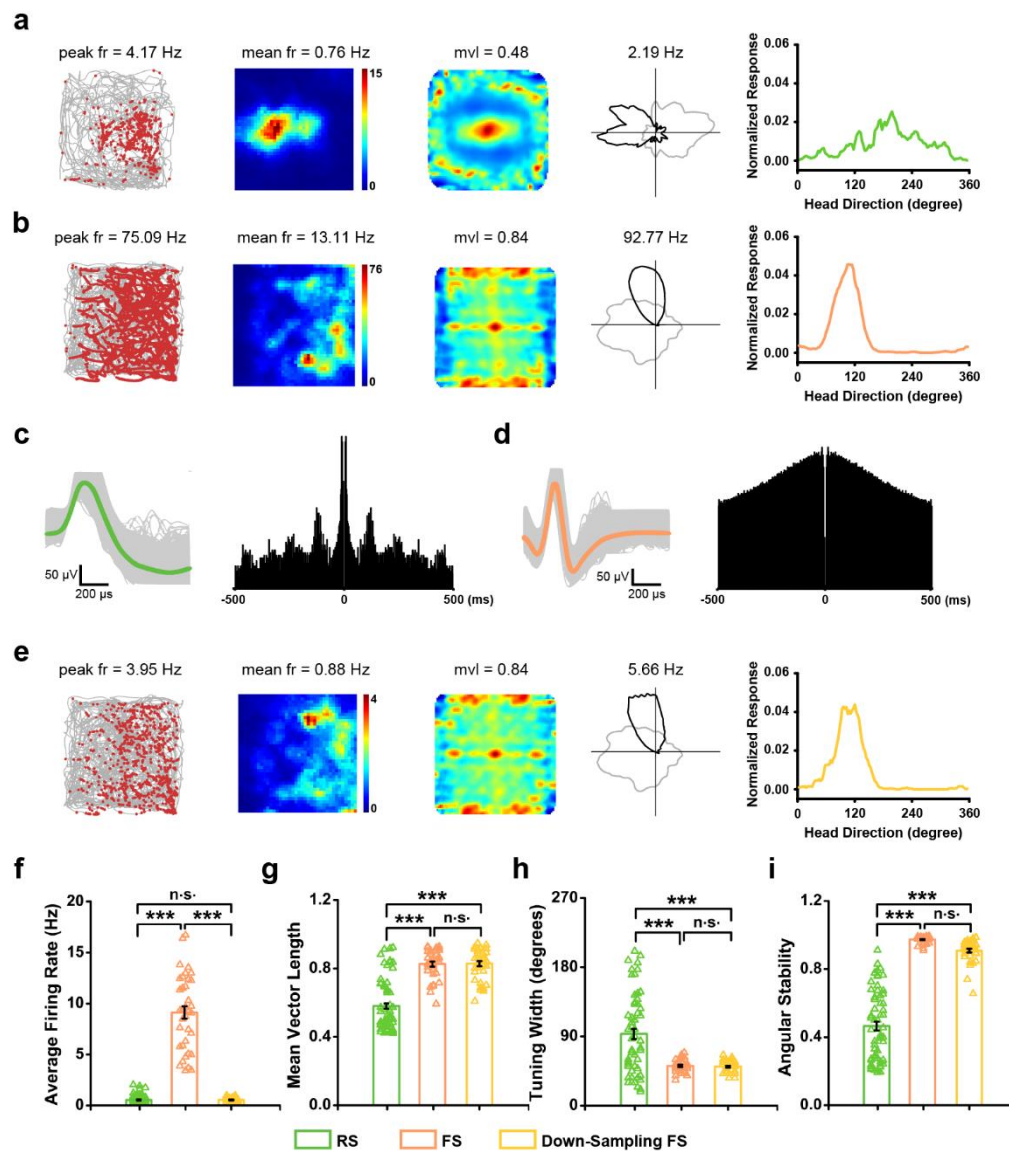 a
peak fr = 4.17 Hz
mean fr = 0.76 Hz
15
0
mvl = 0.48
2.19 Hz
Normalized Response
0.06
0.04
0.02
0.00
0 120 240 360
Head Direction (degree)
b
peak fr = 75.09 Hz
mean fr = 13.11 Hz
76
0
mvl = 0.84
92.77 Hz
Normalized Response
0.06
0.04
0.02
0.00
0 120 240 360
Head Direction (degree)
c
50 µV
200 µs
-500 0 500 (ms)
d
50 µV
200 µs
-500 0 500 (ms)
e
peak fr = 3.95 Hz
mean fr = 0.88 Hz
4
0
mvl = 0.84
5.66 Hz
Normalized Response
0.06
0.04
0.02
0.00
0 120 240 360
Head Direction (degree)
f
Average Firing Rate (Hz)
20
15
10
5
0
n·s·
*** ***
g
Mean Vector Length
1.2
0.8
0.4
0.0
***
*** n·s·
h
Tuning Width (degrees)
270
180
90
0
***
*** n·s·
i
Angular Stability
1.2
0.8
0.4
0.0
***
*** n·s·
RS FS Down-Sampling FS